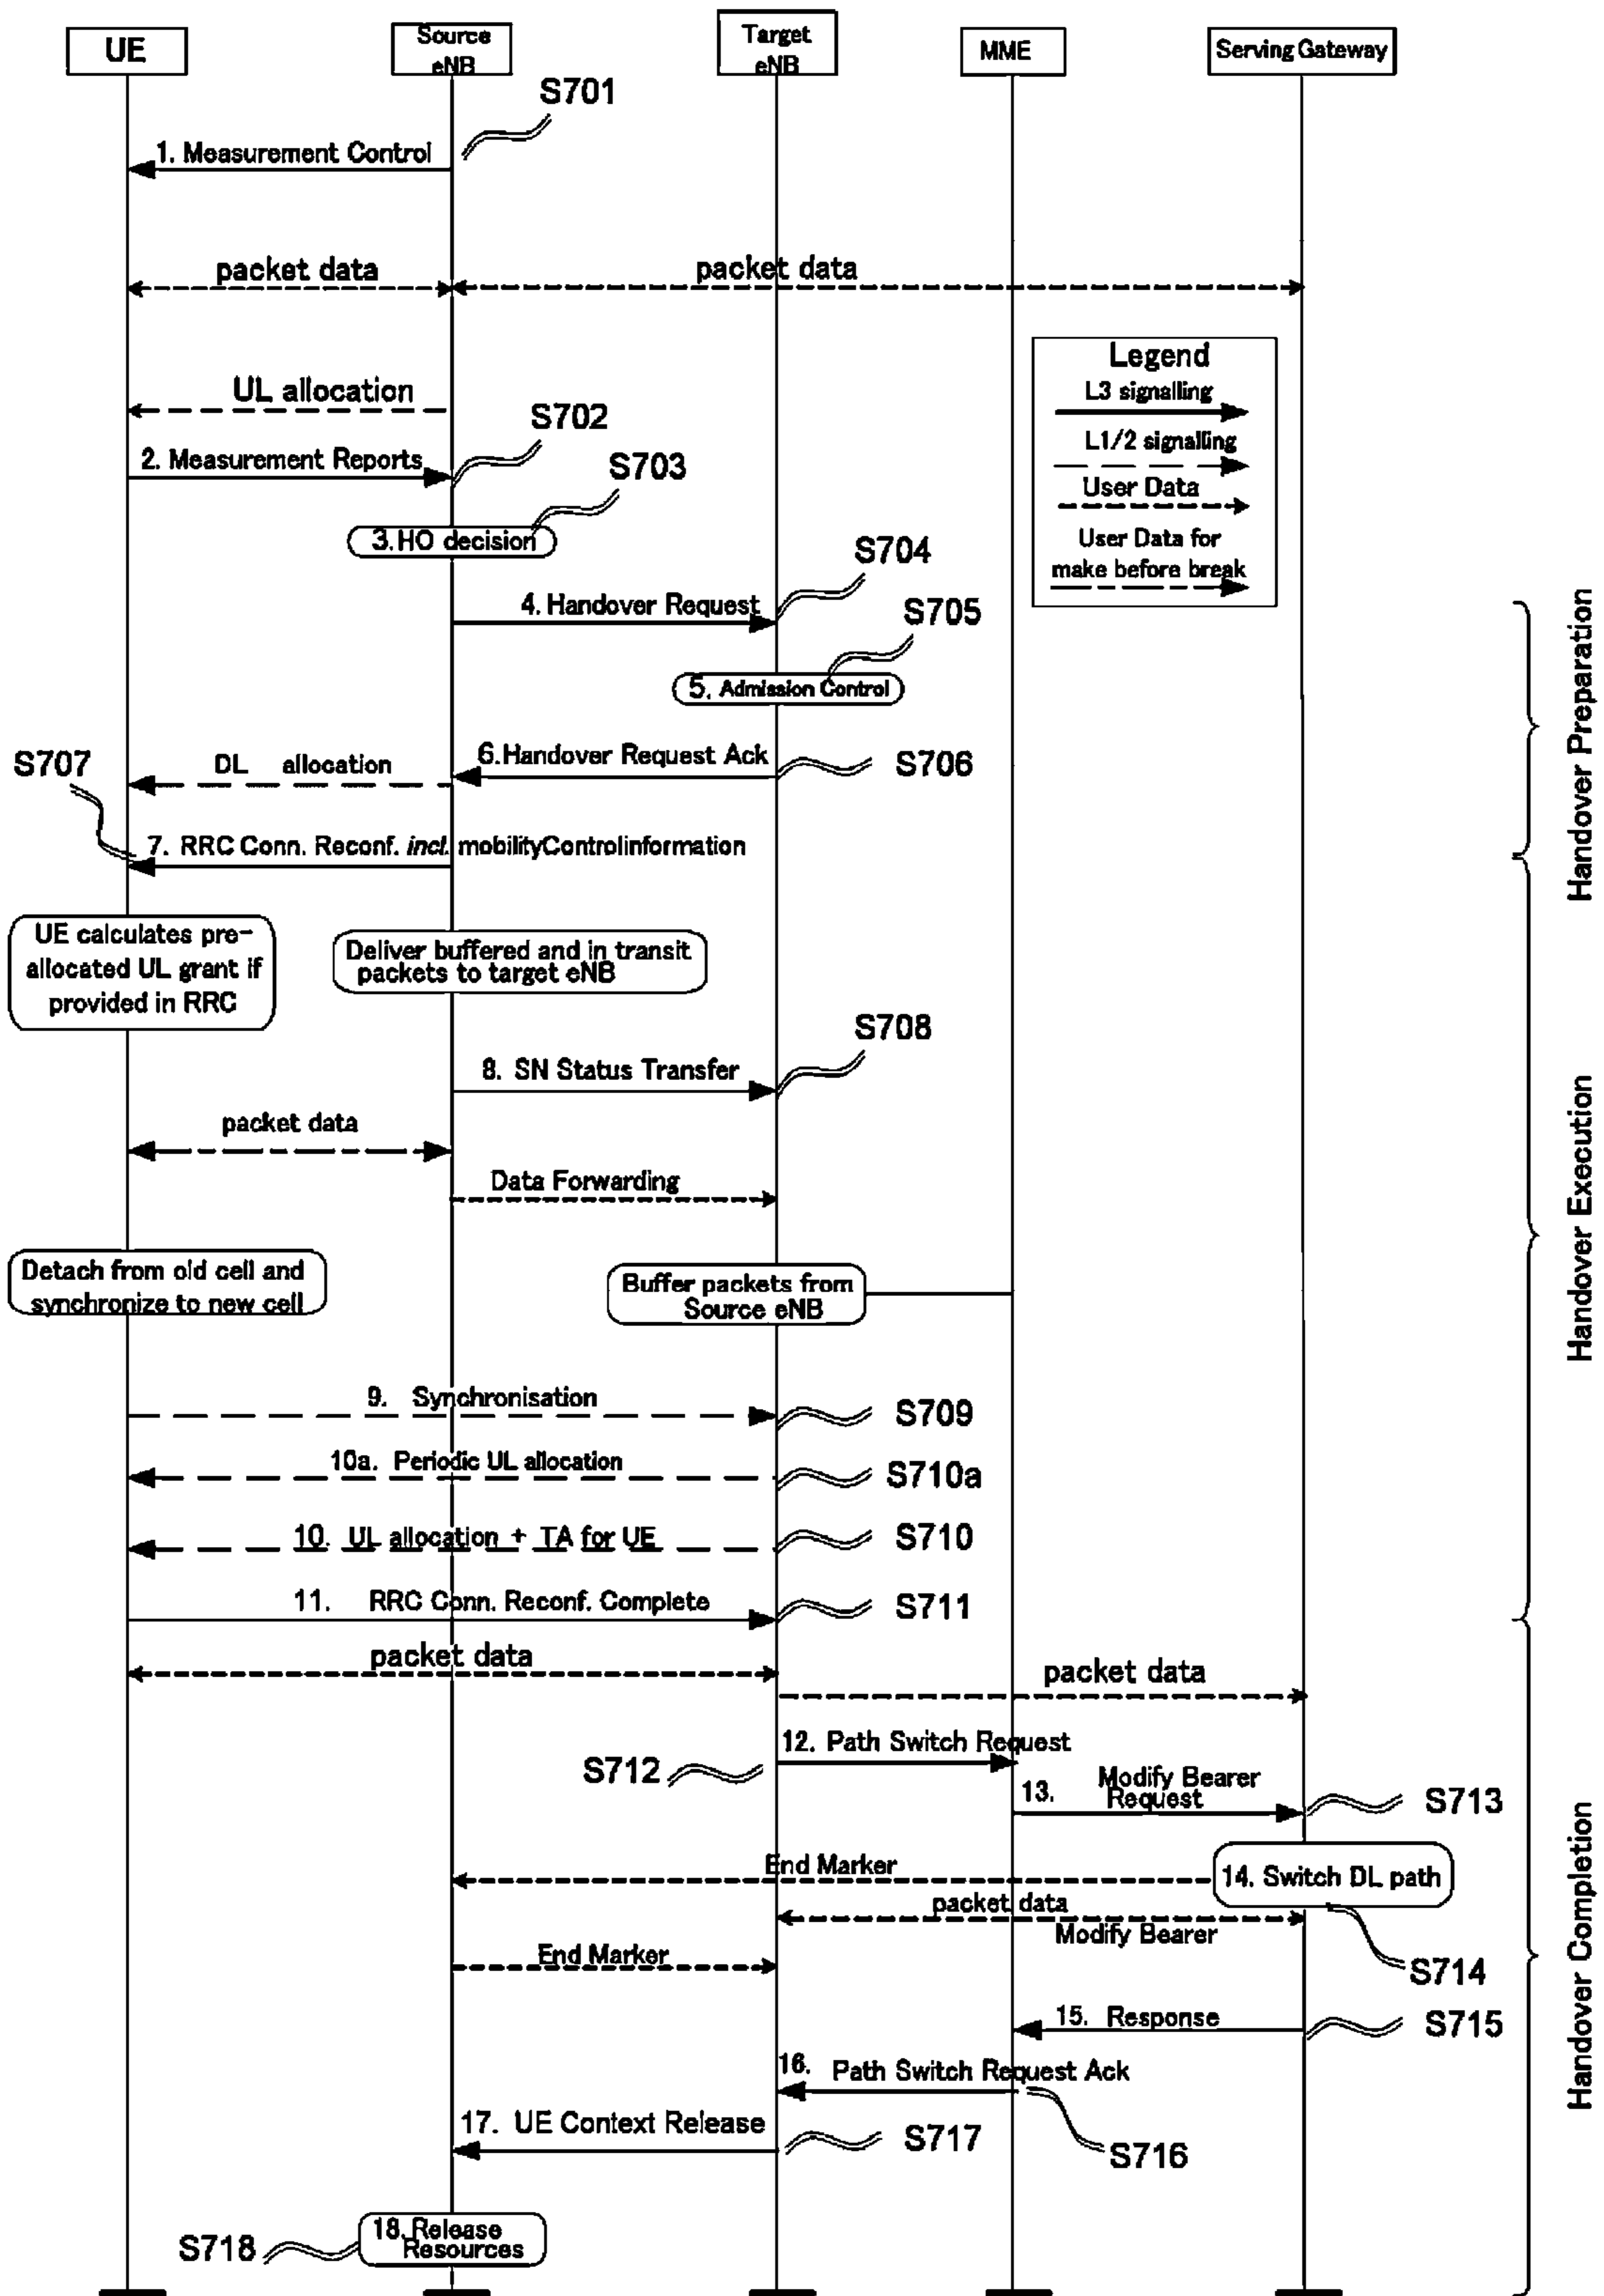 UE
Source
eNB
Target
eNB
MME
Serving Gateway
S701
1. Measurement Control
packet data
packet data
Legend
L3 signalling
L1/2 signalling
User Data
User Data for
make before break
UL allocation
S702
2. Measurement Reports
S703
3. HO decision
S704
4. Handover Request
S705
5. Admission Control
Handover Preparation
S707
DL allocation
6. Handover Request Ack
S706
7. RRC Conn. Reconf. incl. mobilityControlinformation
UE calculates pre-
allocated UL grant if
provided in RRC
Deliver buffered and in transit
packets to target eNB
S708
8. SN Status Transfer
packet data
Data Forwarding
Handover Execution
Detach from old cell and
synchronize to new cell
Buffer packets from
Source eNB
9. Synchronisation
S709
10a. Periodic UL allocation
S710a
10. UL allocation + TA for UE
S710
11. RRC Conn. Reconf. Complete
S711
packet data
packet data
12. Path Switch Request
S712
13. Modify Bearer
Request
S713
End Marker
14. Switch DL path
packet data
Modify Bearer
End Marker
S714
15. Response
S715
16. Path Switch Request Ack
17. UE Context Release
S717
S716
Handover Completion
18. Release
Resources
S718